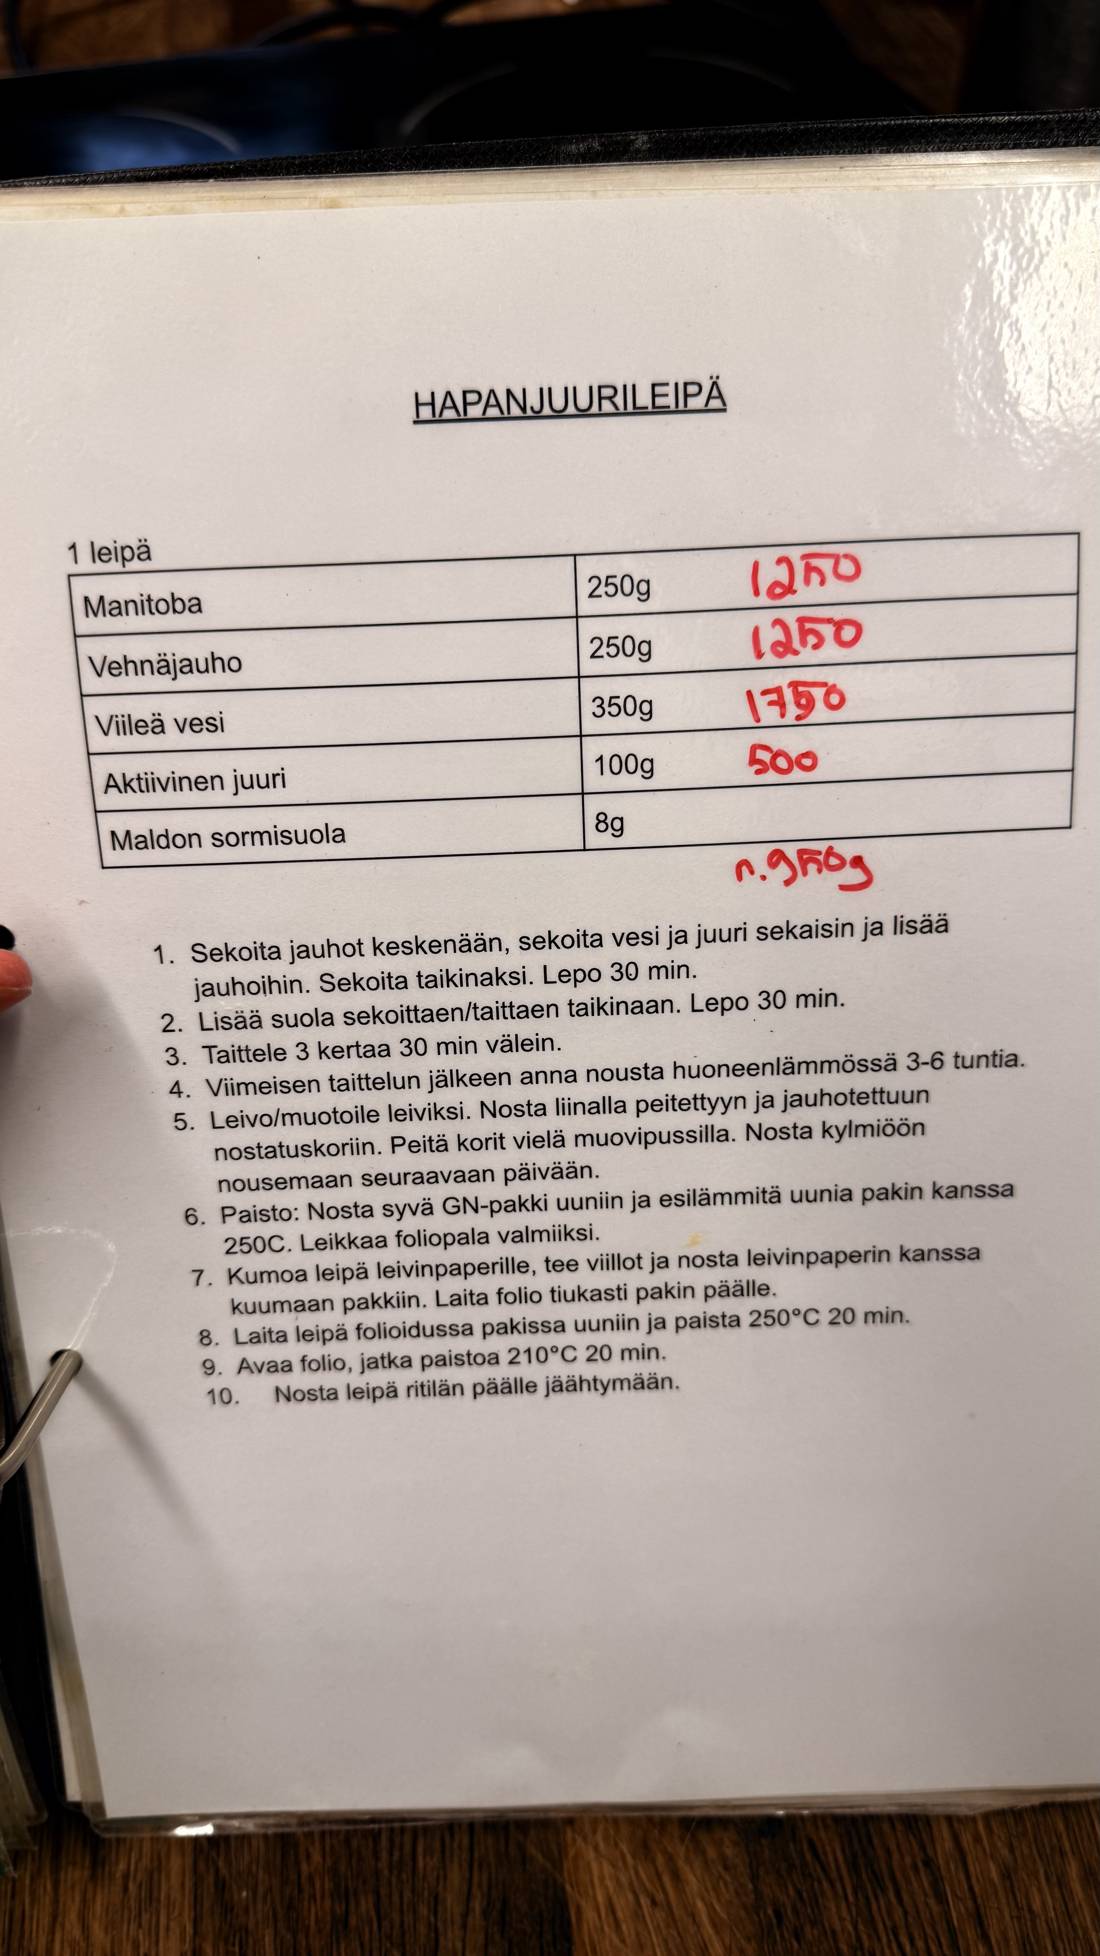 HAPANJUURILEIPÄ
1 leipä
Manitoba 250g 1250
Vehnäjauho 250g 1250
Viileä vesi 350g 1750
Aktiivinen juuri 100g 500
Maldon sormisuola 8g
n.950g
1. Sekoita jauhot keskenään, sekoita vesi ja juuri sekaisin ja lisää
jauhoihin. Sekoita taikinaksi. Lepo 30 min.
2. Lisää suola sekoittaen/taittaen taikinaan. Lepo 30 min.
3. Taittele 3 kertaa 30 min välein.
4. Viimeisen taittelun jälkeen anna nousta huoneenlämmössä 3-6 tuntia.
5. Leivo/muotoile leiviksi. Nosta liinalla peitettyyn ja jauhotettuun
nostatuskoriin. Peitä korit vielä muovipussilla. Nosta kylmiöön
nousemaan seuraavaan päivään.
6. Paisto: Nosta syvä GN-pakki uuniin ja esilämmitä uunia pakin kanssa
250C. Leikkaa foliopala valmiiksi.
7. Kumoa leipä leivinpaperille, tee viillot ja nosta leivinpaperin kanssa
kuumaan pakkiin. Laita folio tiukasti pakin päälle.
8. Laita leipä folioidussa pakissa uuniin ja paista 250°C 20 min.
9. Avaa folio, jatka paistoa 210°C 20 min.
10. Nosta leipä ritilän päälle jäähtymään.